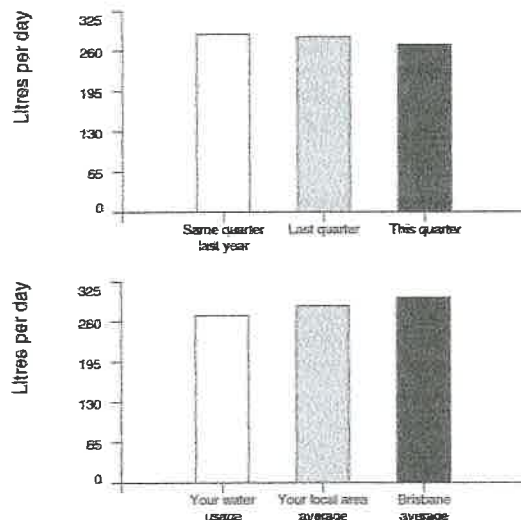 Litres per day
325
260
195
130
65
0
Same quarter
last year
Last quarter
This quarter
Litres per day
325
260
195
130
65
0
Your water
usage
Your local area
average
Brisbane
average